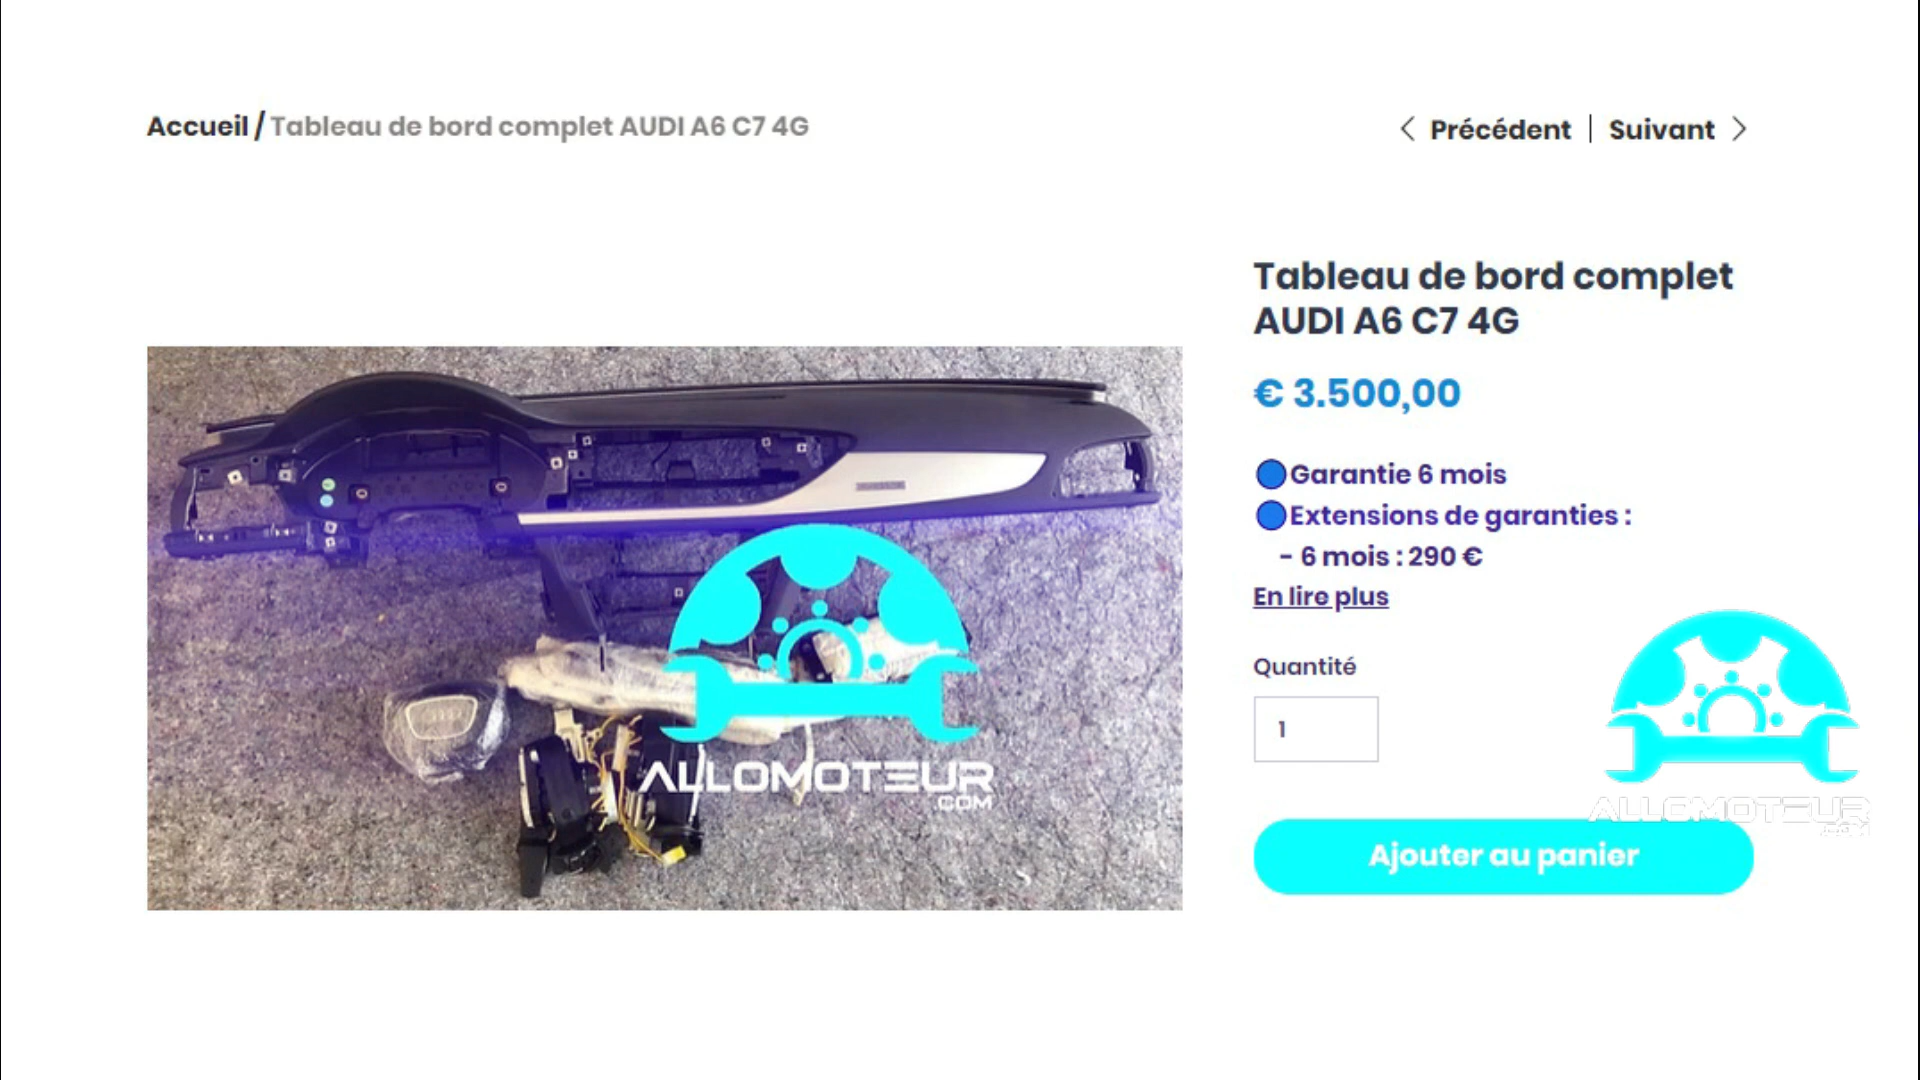 Accueil / Tableau de bord complet AUDI A6 C7 4G
Précédent | Suivant
Tableau de bord complet
AUDI A6 C7 4G
€ 3.500,00
Garantie 6 mois
Extensions de garanties :
- 6 mois : 290 €
En lire plus
Quantité
1
Ajouter au panier
ALLOMOTEUR
.COM
ALLOMOTEUR
.COM